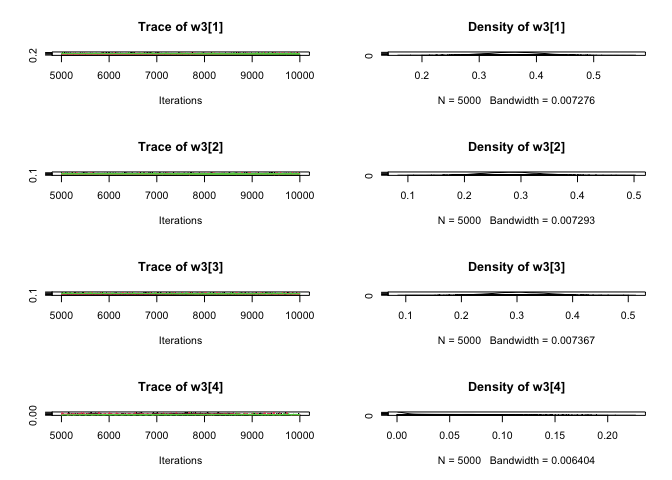 Trace of w3[1]
0.2
5000 6000 7000 8000 9000 10000
Iterations
Density of w3[1]
0
0.2 0.3 0.4 0.5
N = 5000 Bandwidth = 0.007276
Trace of w3[2]
0.1
5000 6000 7000 8000 9000 10000
Iterations
Density of w3[2]
0
0.1 0.2 0.3 0.4 0.5
N = 5000 Bandwidth = 0.007293
Trace of w3[3]
0.1
5000 6000 7000 8000 9000 10000
Iterations
Density of w3[3]
0
0.1 0.2 0.3 0.4 0.5
N = 5000 Bandwidth = 0.007367
Trace of w3[4]
0.00
5000 6000 7000 8000 9000 10000
Iterations
Density of w3[4]
0
0.00 0.05 0.10 0.15 0.20
N = 5000 Bandwidth = 0.006404